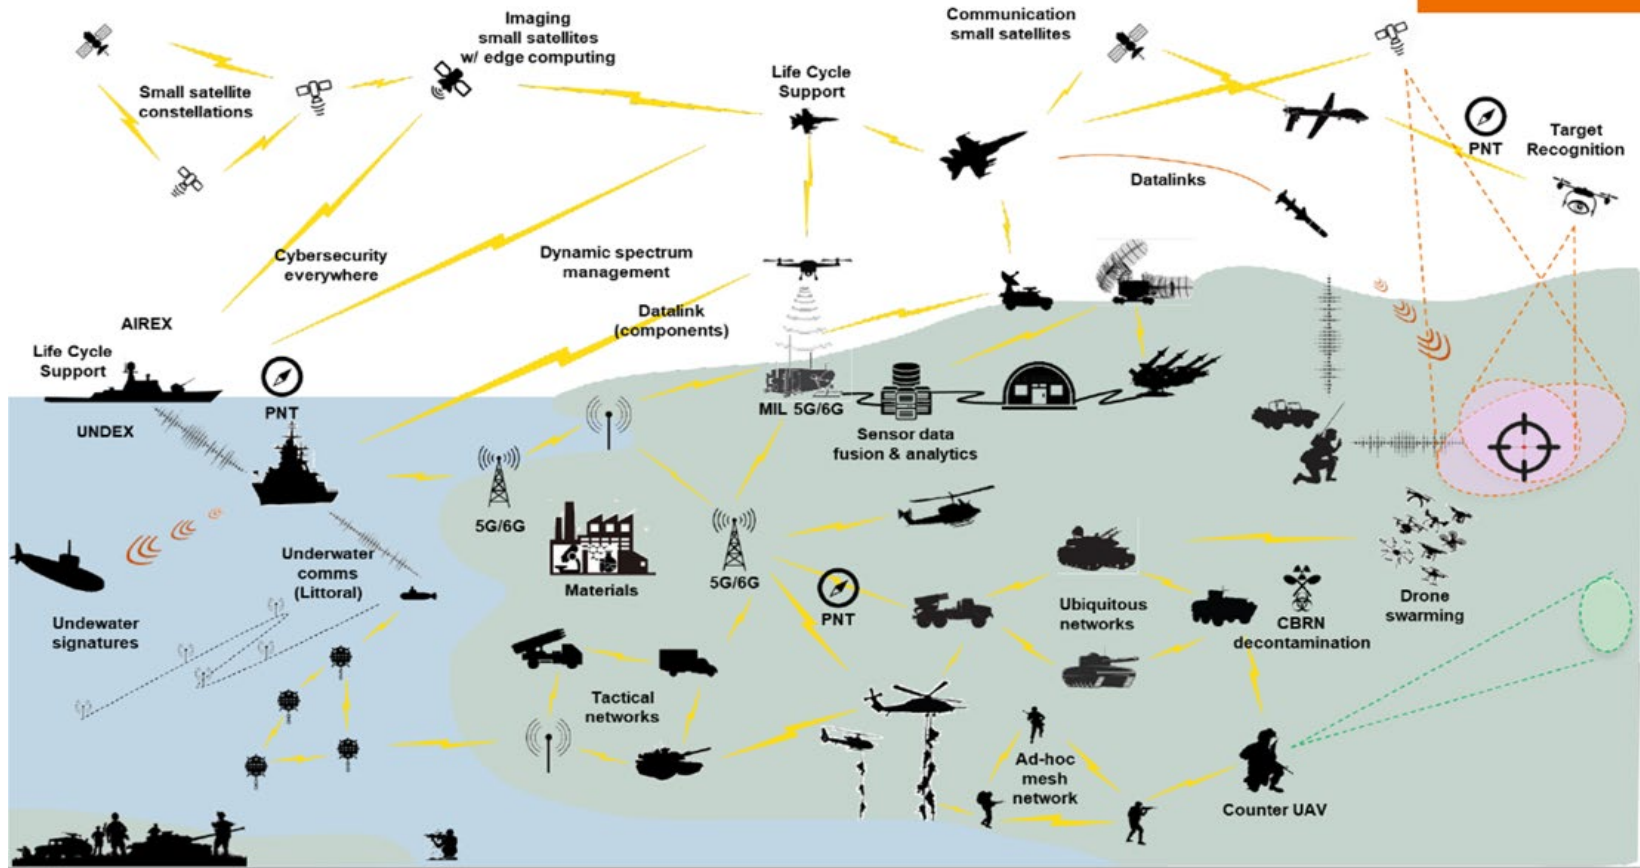 Imaging
small satellites
w/ edge computing
Communication
small satellites
Small satellite
constellations
Life Cycle
Support
PNT
Target
Recognition
Datalinks
Cybersecurity
everywhere
Dynamic spectrum
management
Datalink
(components)
AIREX
Life Cycle
Support
PNT
UNDEX
MIL 5G/6G
Sensor data
fusion & analytics
5G/6G
5G/6G
Materials
Underwater
comms
(Littoral)
Undewater
signatures
PNT
Ubiquitous
networks
CBRN
decontamination
Drone
swarming
Tactical
networks
Ad-hoc
mesh
network
Counter UAV